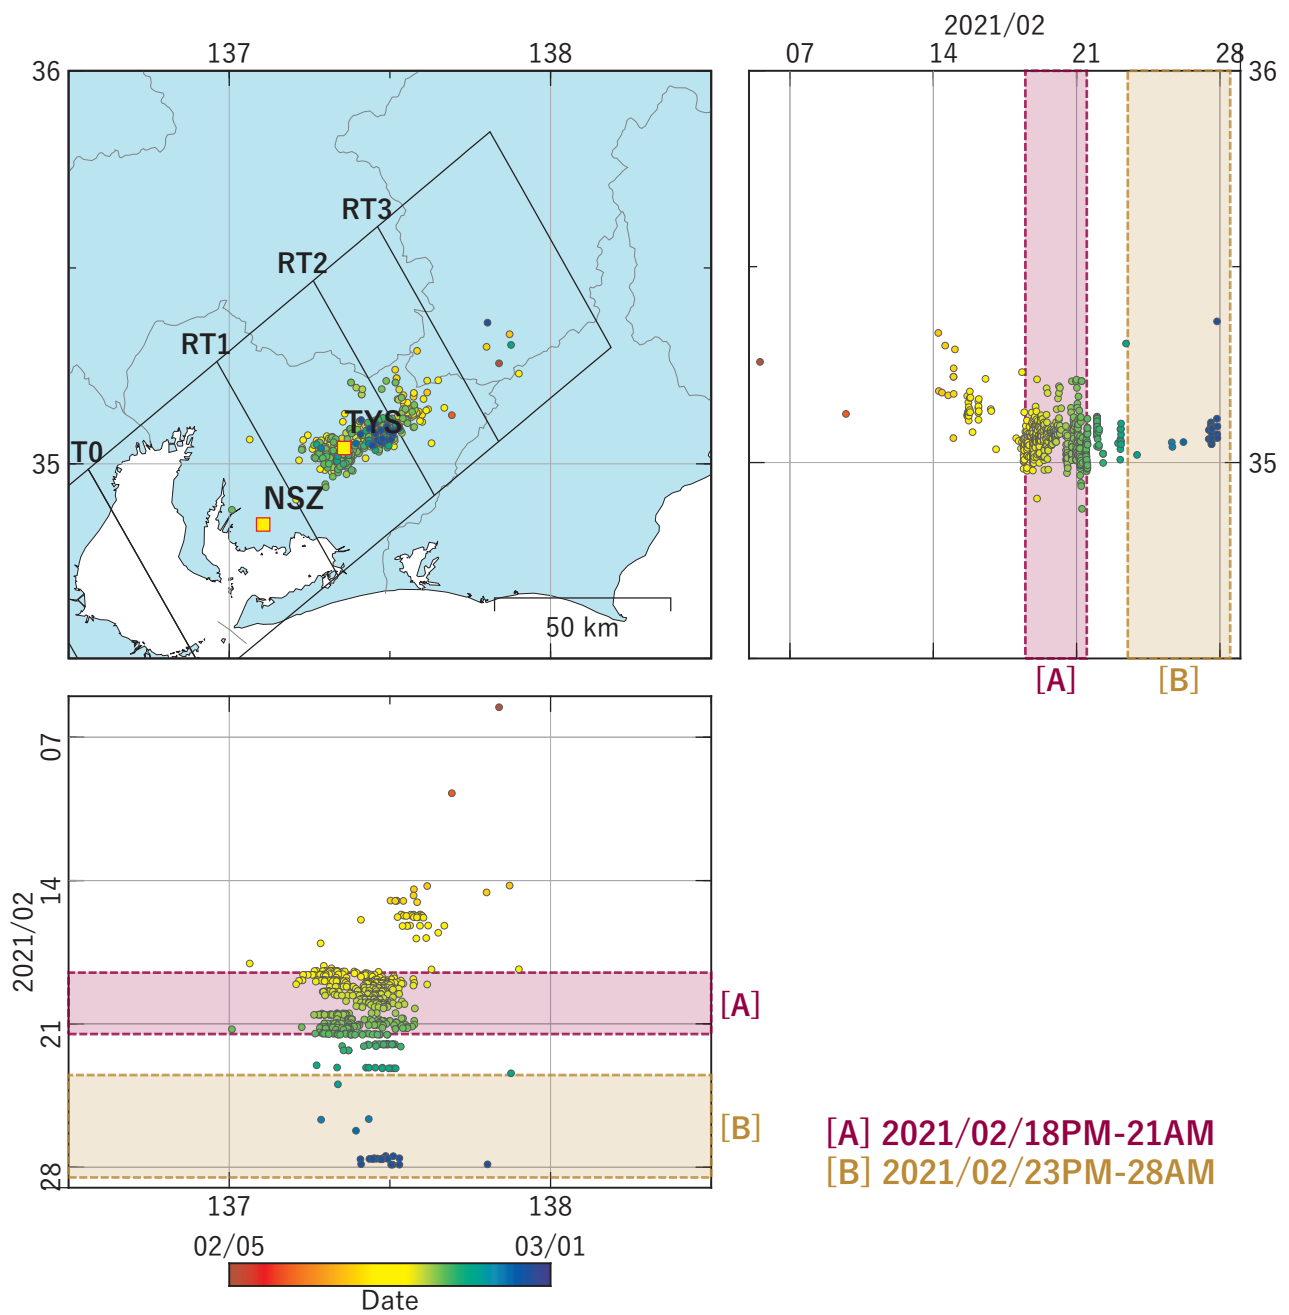 2021/02
137 138
07 14 21 28
36
36
RT3
RT2
RT1
T0
TYS
NSZ
35
35
50 km
[A] [B]
07
14
21
28
2021/02
[A]
[B]
137 138
[A] 2021/02/18PM-21AM
[B] 2021/02/23PM-28AM
02/05 03/01
Date